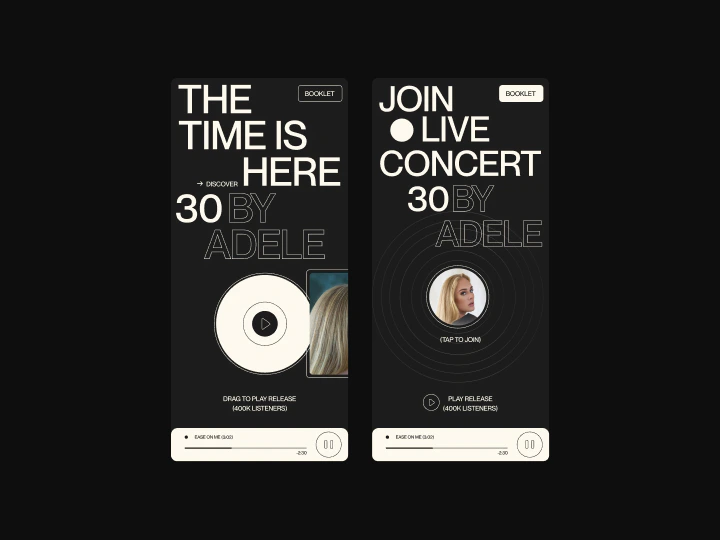 THE
BOOKLET
TIME IS
→ DISCOVER HERE
30 BY
ADELE
DRAG TO PLAY RELEASE
(400K LISTENERS)
EASE ON ME (3:02)
-2:30
JOIN
BOOKLET
LIVE
CONCERT
30 BY
ADELE
(TAP TO JOIN)
PLAY RELEASE
(400K LISTENERS)
EASE ON ME (3:02)
-2:30